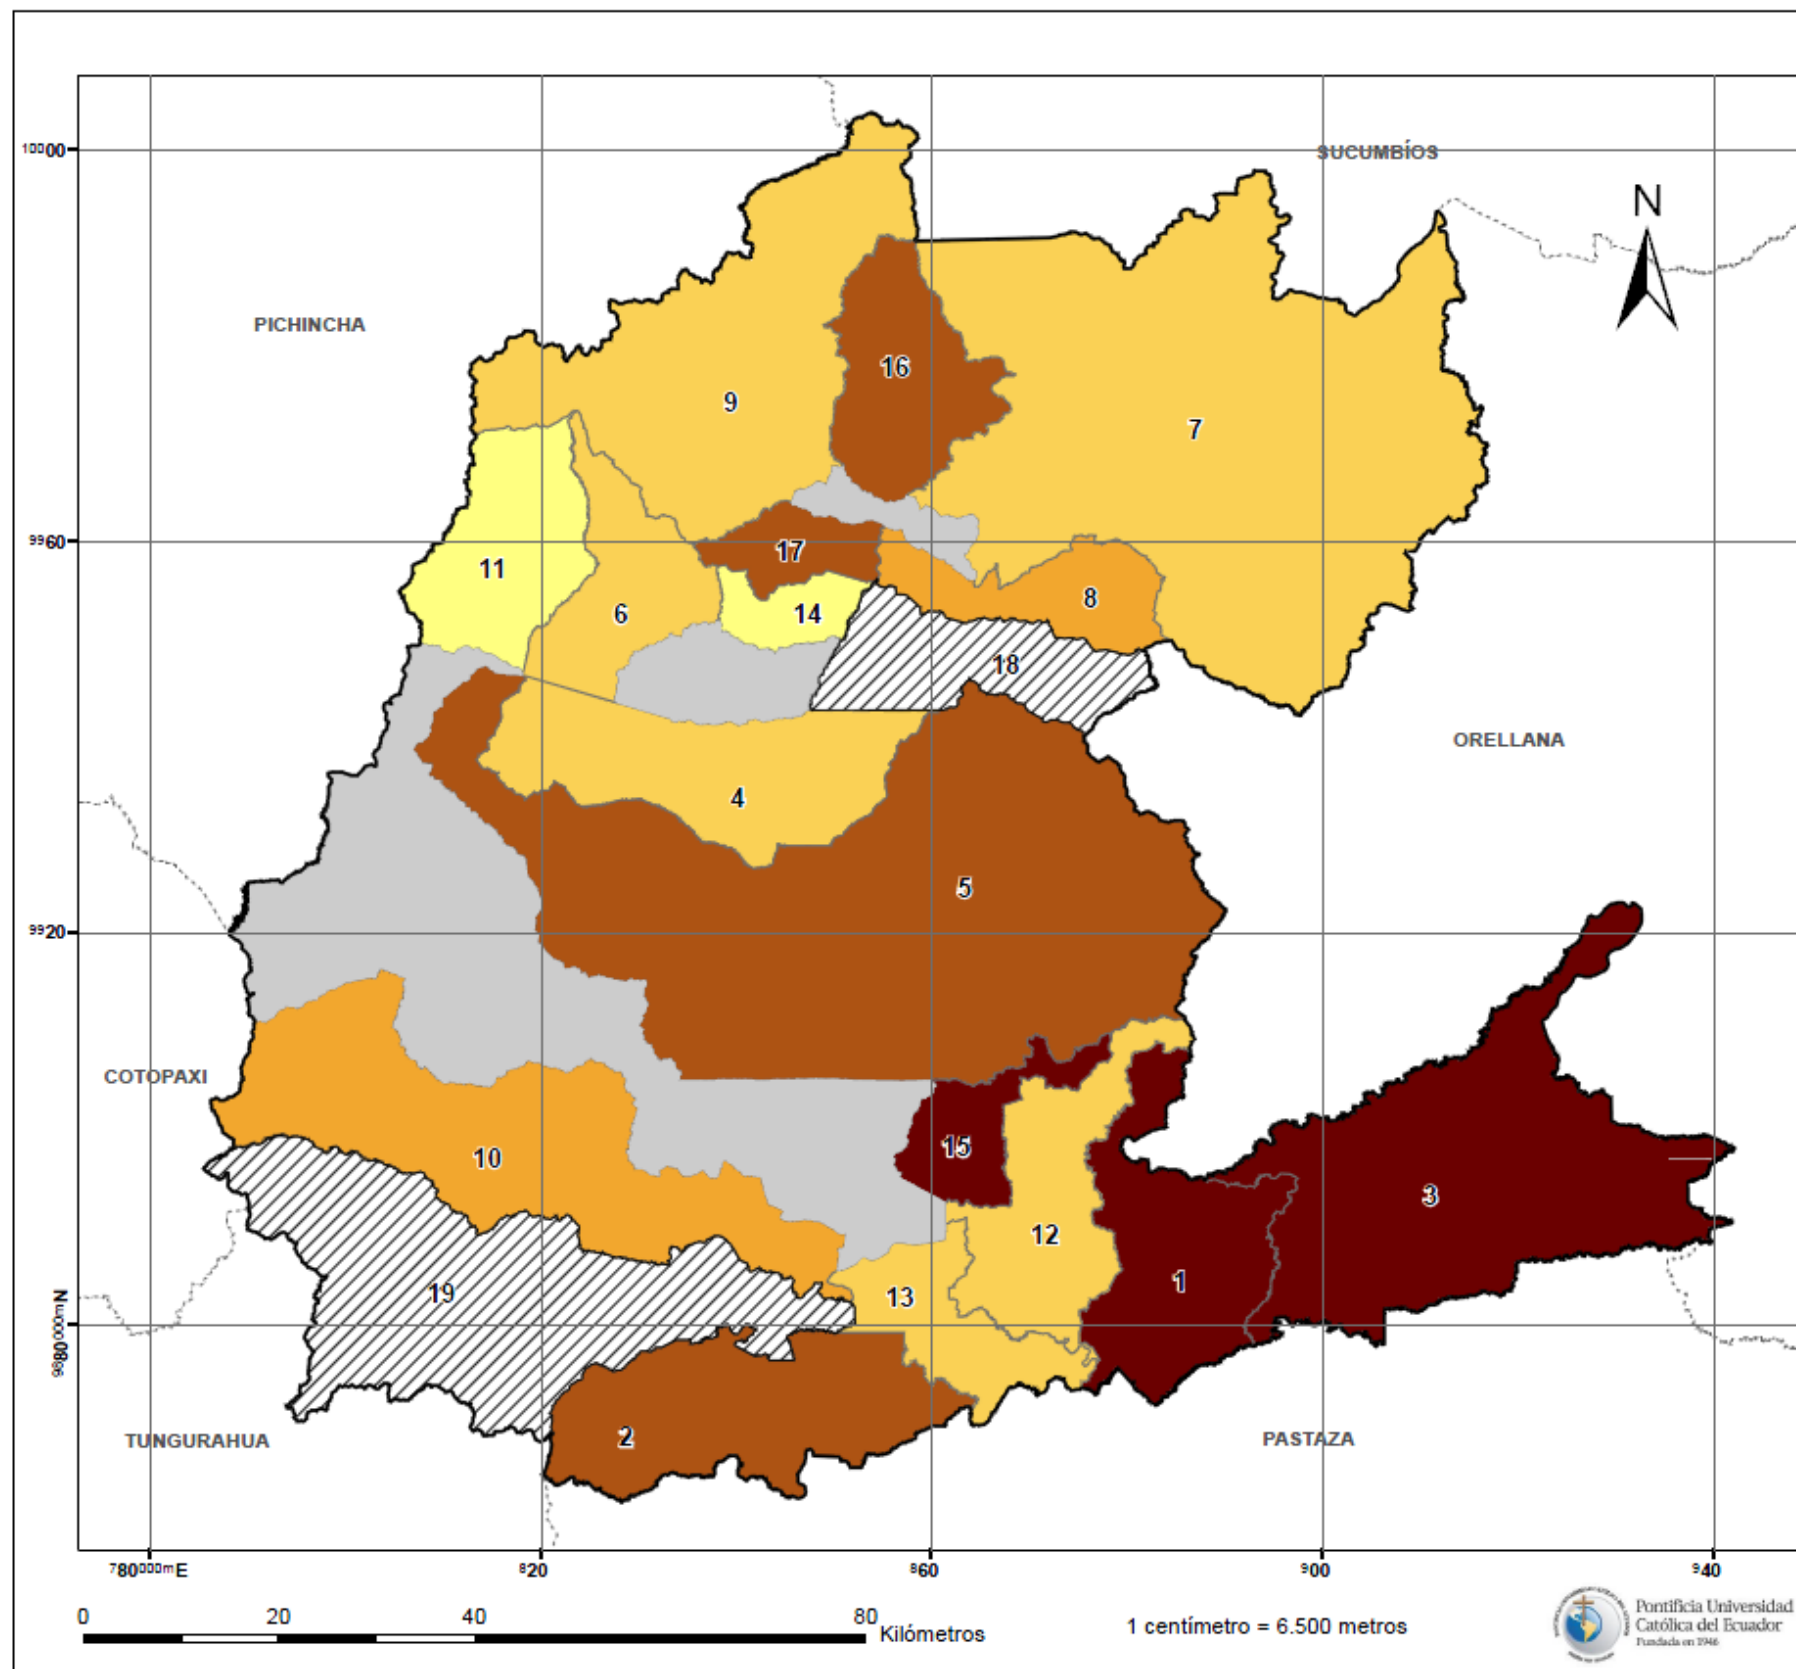 10000
SUCUMBÍOS
N
PICHINCHA
16
9
7
9960
17
11
8
6
14
18
ORELLANA
4
5
9920
COTOPAXI
15
10
3
12
1
19
13
9880000mN
2
TUNGURAHUA
PASTAZA
780000mE
820
860
900
940
0
20
40
80
Kilómetros
1 centímetro = 6.500 metros
Pontificia Universidad
Católica del Ecuador
Fundada en 1946